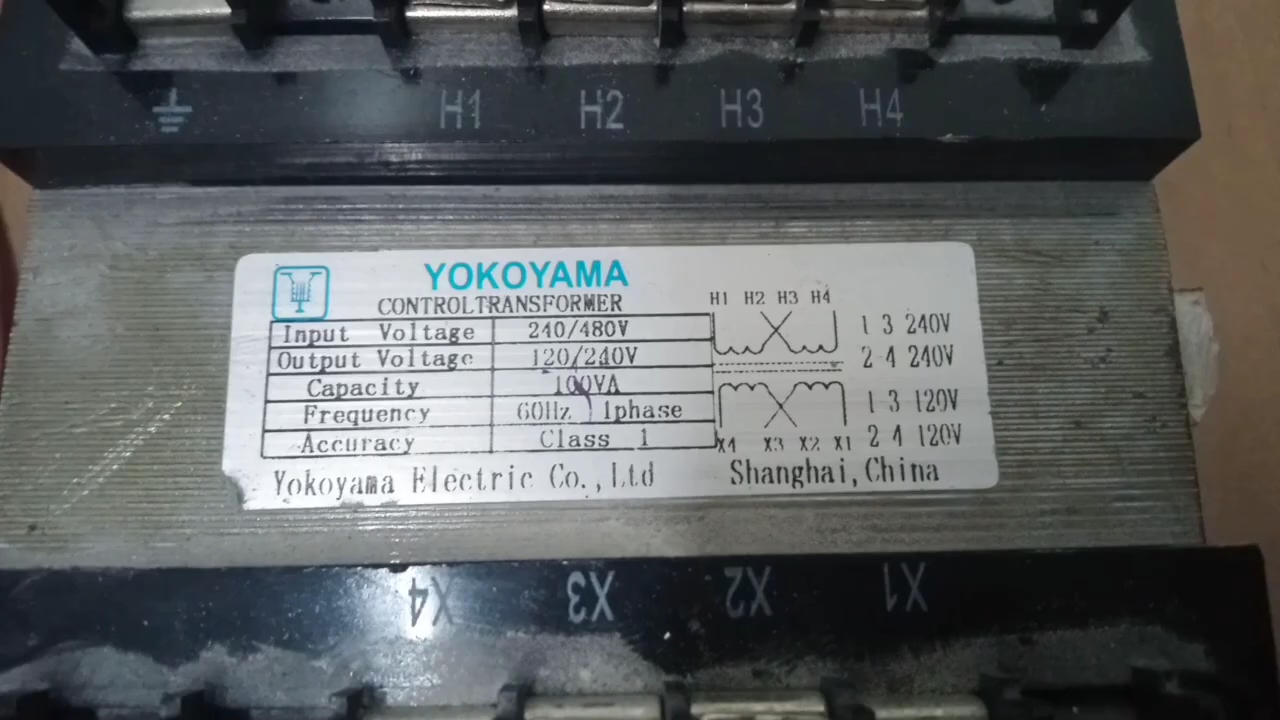 H1 H2 H3 H4
YOKOYAMA
CONTROLTRANSFORMER
Input Voltage 240/480V
Output Voltage 120/240V
Capacity 100VA
Frequency 60Hz 1phase
Accuracy Class 1
H1 H2 H3 H4
1 3 240V
2 4 240V
1 3 120V
X4 X3 X2 X1 2 4 120V
Yokoyama Electric Co.,Ltd Shanghai,China
X4 X3 X2 X1